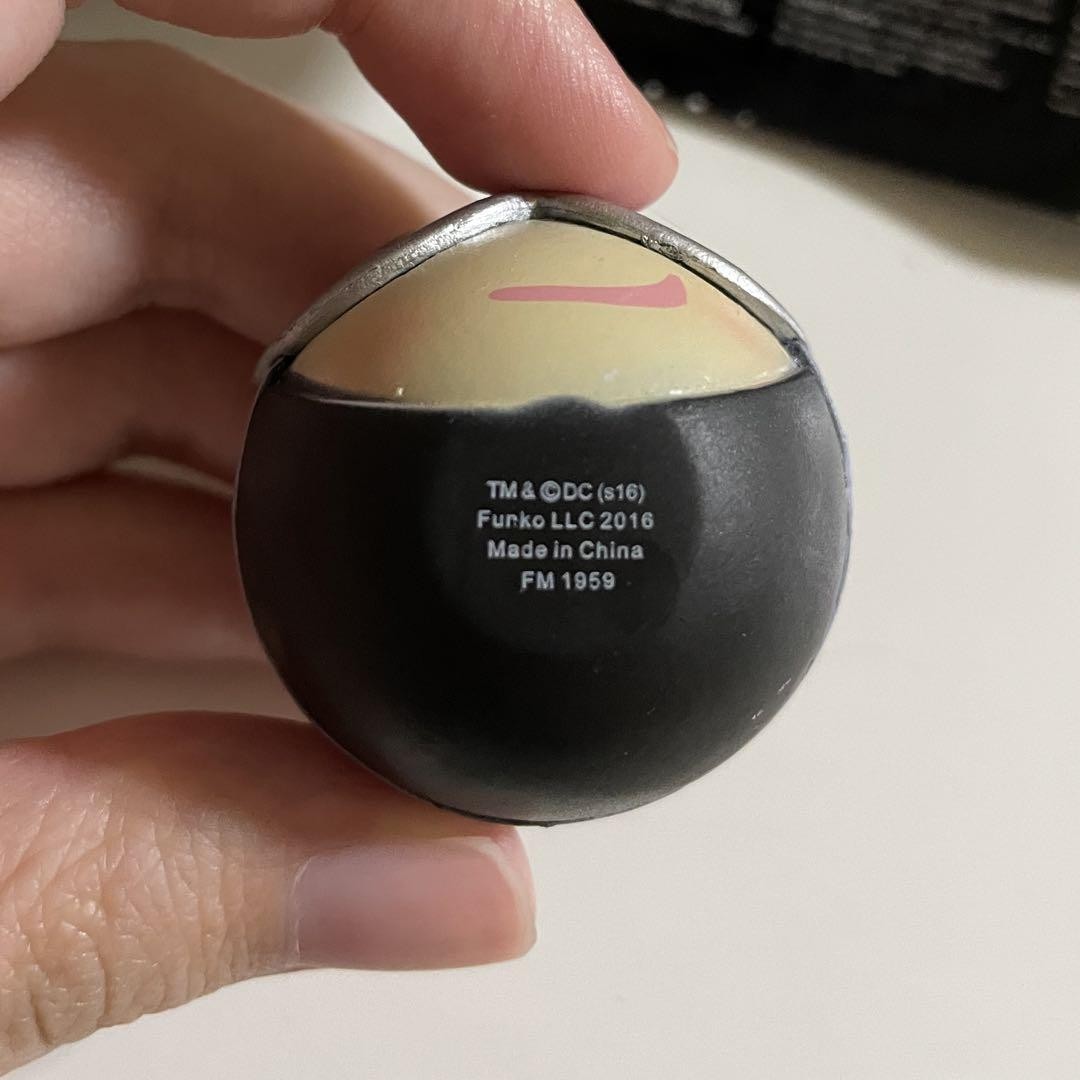 TM & ©DC (s16)
Funko LLC 2016
Made in China
FM 1959